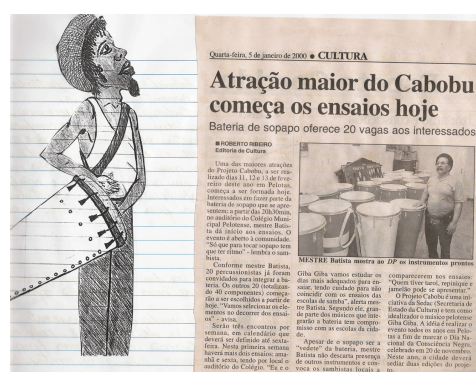 Quarta-feira, 5 de janeiro de 2000 ● CULTURA
Atração maior do Cabobu
começa os ensaios hoje
Bateria de sopapo oferece 20 vagas aos interessados
■ ROBERTO RIBEIRO
Editoria de Cultura
Uma das maiores atrações
do Projeto Cabobu, a ser rea-
lizado dias 11, 12 e 13 de feve-
reiro deste ano em Pelotas,
começa a ser formada hoje.
Interessados em fazer parte da
bateria de sopapo que se apre-
sentem: a partir das 20h30min,
no auditório do Colégio Muni-
cipal Pelotense, mestre Batis-
ta dá início aos ensaios. O
evento é aberto à comunidade.
"Só que para tocar sopapo tem
que ter ritmo" - lembra o sam-
bista.
Conforme mestre Batista,
20 percussionistas já foram
convidados para integrar a ba-
teria. Os outros 20 (totalizan-
do 40 componentes) começa-
rão a ser escolhidos a partir de
hoje. "Vamos selecionar os ele-
mentos no decorrer dos ensai-
os" - avisa.
Serão três encontros por
semana, em calendário que
deverá ser definido até sexta-
feira. Nesta primeira semana
haverá mais dois ensaios: ama-
nhã e sexta, tendo por local o
auditório do Colégio. "Eu e o
MESTRE Batista mostra ao DP os instrumentos prontos
Giba Giba vamos estudar os
dias mais adequados para en-
saiar, tendo cuidado para não
coincidir com os ensaios das
escolas de samba", alerta mes-
tre Batista. Segundo ele, gran-
de parte dos músicos que inte-
grarão a bateria tem compro-
misso com as escolas da cida-
de.
Apesar de o sopapo ser a
"vedete" da bateria, mestre
Batista não descarta presença
de outros instrumentos e con-
voca os sambistas locais a
comparecerem nos ensaios:
"Quem tiver tarol, repinique e
jamelão pode se apresentar."
O Projeto Cabobu é uma ini-
ciativa da Sedac (Secretaria de
Estado da Cultura) e tem como
idealizador o músico pelotense
Giba Giba. A idéia é realizar o
evento todos os anos em Pelo-
tas a fim de marcar o Dia Na-
cional da Consciência Negra,
celebrado em 20 de novembro.
Neste ano, a cidade deverá
sediar duas edições do proje-